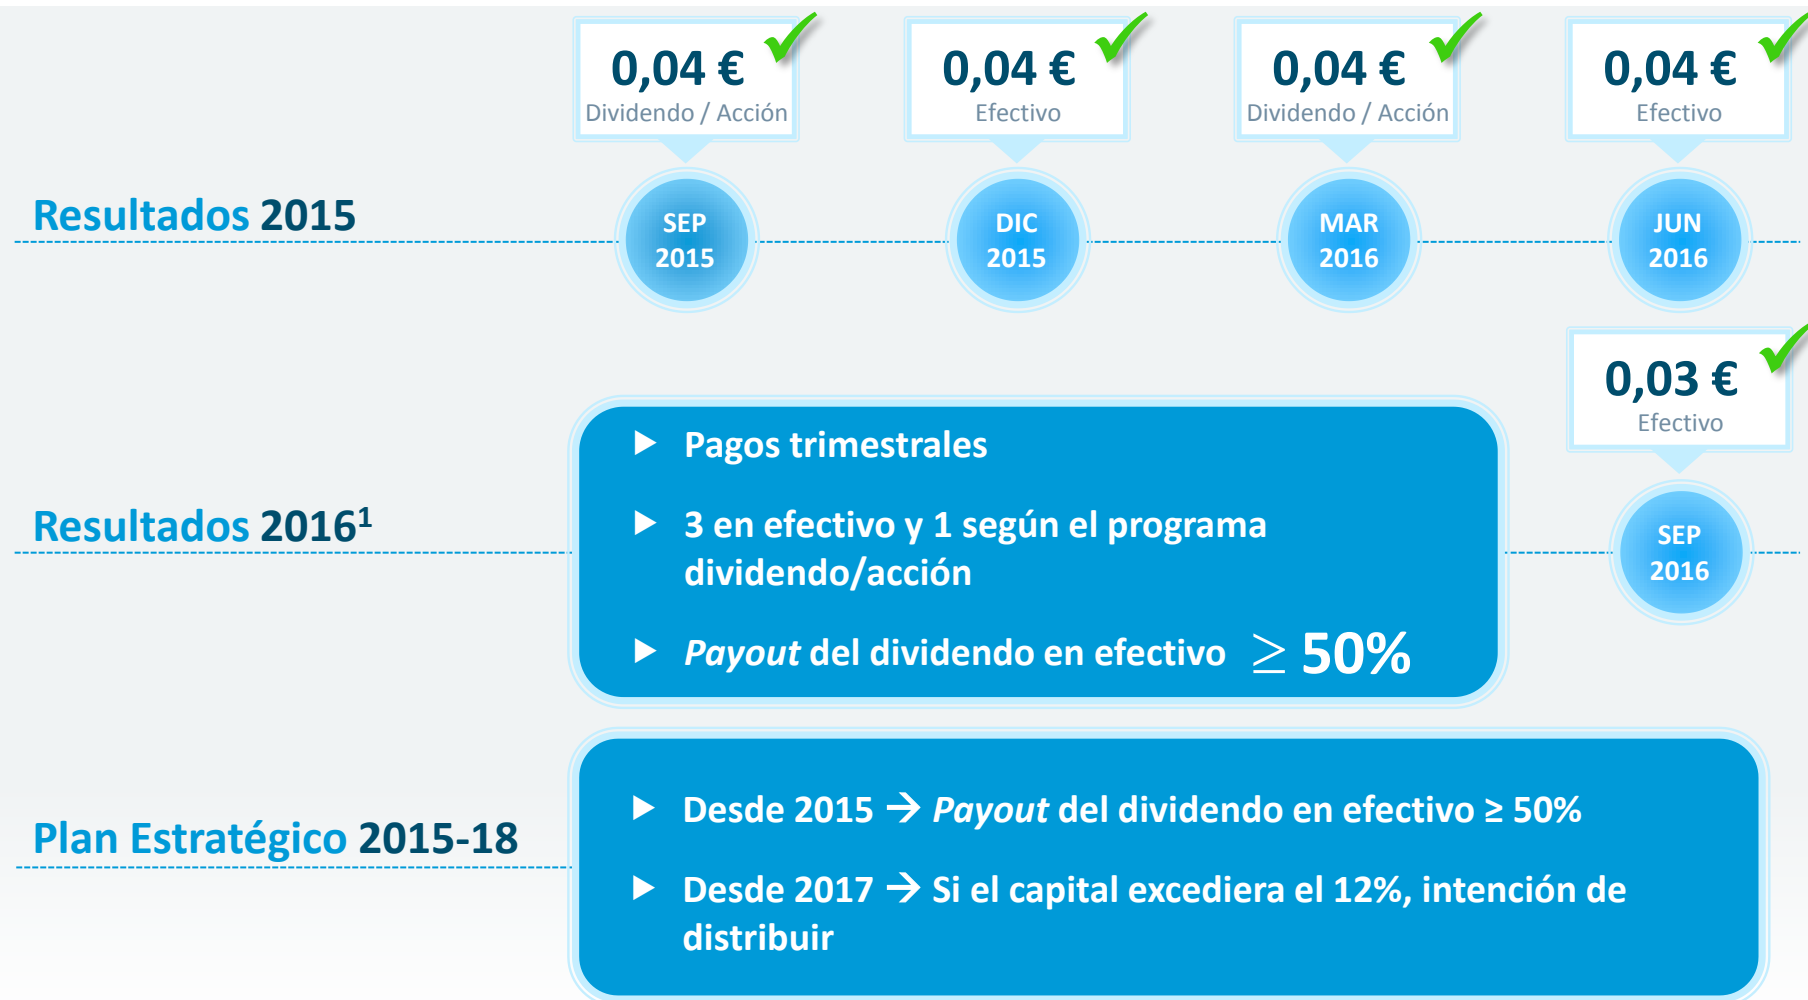 0,04 €
Dividendo / Acción
0,04 €
Efectivo
0,04 €
Dividendo / Acción
0,04 €
Efectivo
Resultados 2015
SEP
2015
DIC
2015
MAR
2016
JUN
2016
0,03 €
Efectivo
Resultados 2016¹
Pagos trimestrales
3 en efectivo y 1 según el programa
dividendo/acción
Payout del dividendo en efectivo ≥ 50%
SEP
2016
Plan Estratégico 2015-18
Desde 2015 → Payout del dividendo en efectivo ≥ 50%
Desde 2017 → Si el capital excediera el 12%, intención de
distribuir